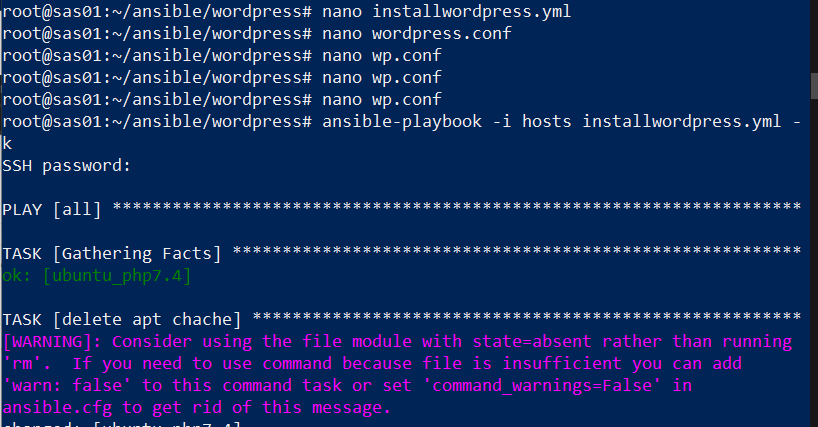 root@sas01:~/ansible/wordpress# nano installwordpress.yml
root@sas01:~/ansible/wordpress# nano wordpress.conf
root@sas01:~/ansible/wordpress# nano wp.conf
root@sas01:~/ansible/wordpress# nano wp.conf
root@sas01:~/ansible/wordpress# nano wp.conf
root@sas01:~/ansible/wordpress# ansible-playbook -i hosts installwordpress.yml -
k
SSH password:
PLAY [all] *********************************************************************
TASK [Gathering Facts] *********************************************************
ok: [ubuntu_php7.4]
TASK [delete apt chache] *******************************************************
[WARNING]: Consider using the file module with state=absent rather than running
'rm'.  If you need to use command because file is insufficient you can add
'warn: false' to this command task or set 'command_warnings=False' in
ansible.cfg to get rid of this message.
changed: [ubuntu_php7.4]